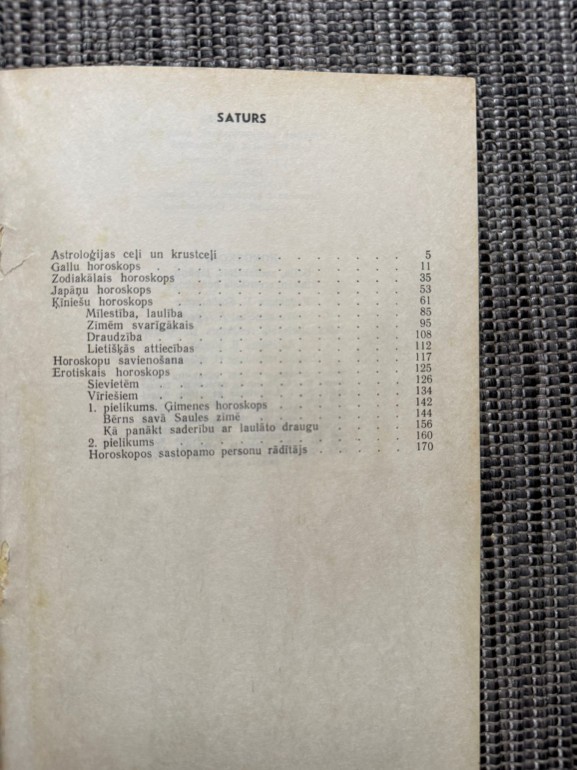 SATURS
Astroloģijas ceļi un krustceļi . . . . . . . . 5
Gallu horoskops . . . . . . . . . . . 11
Zodiakālais horoskops . . . . . . . . . . 35
Japāņu horoskops . . . . . . . . . . . 53
Ķīniešu horoskops . . . . . . . . . . . 61
Mīlestība, laulība . . . . . . . . . . 85
Zīmēm svarīgākais . . . . . . . . . 95
Draudzība . . . . . . . . . . . 108
Lietišķās attiecības . . . . . . . . . 112
Horoskopu savienošana . . . . . . . . . . 117
Erotiskais horoskops . . . . . . . . . . 125
Sievietēm . . . . . . . . . . . 126
Vīriešiem . . . . . . . . . . . 134
1. pielikums. Ģimenes horoskops . . . . . . 142
Bērns savā Saules zīmē . . . . . . . 144
Kā panākt saderību ar laulāto draugu . . . . 156
2. pielikums . . . . . . . . . . . 160
Horoskopos sastopamo personu rādītājs . . . . 170